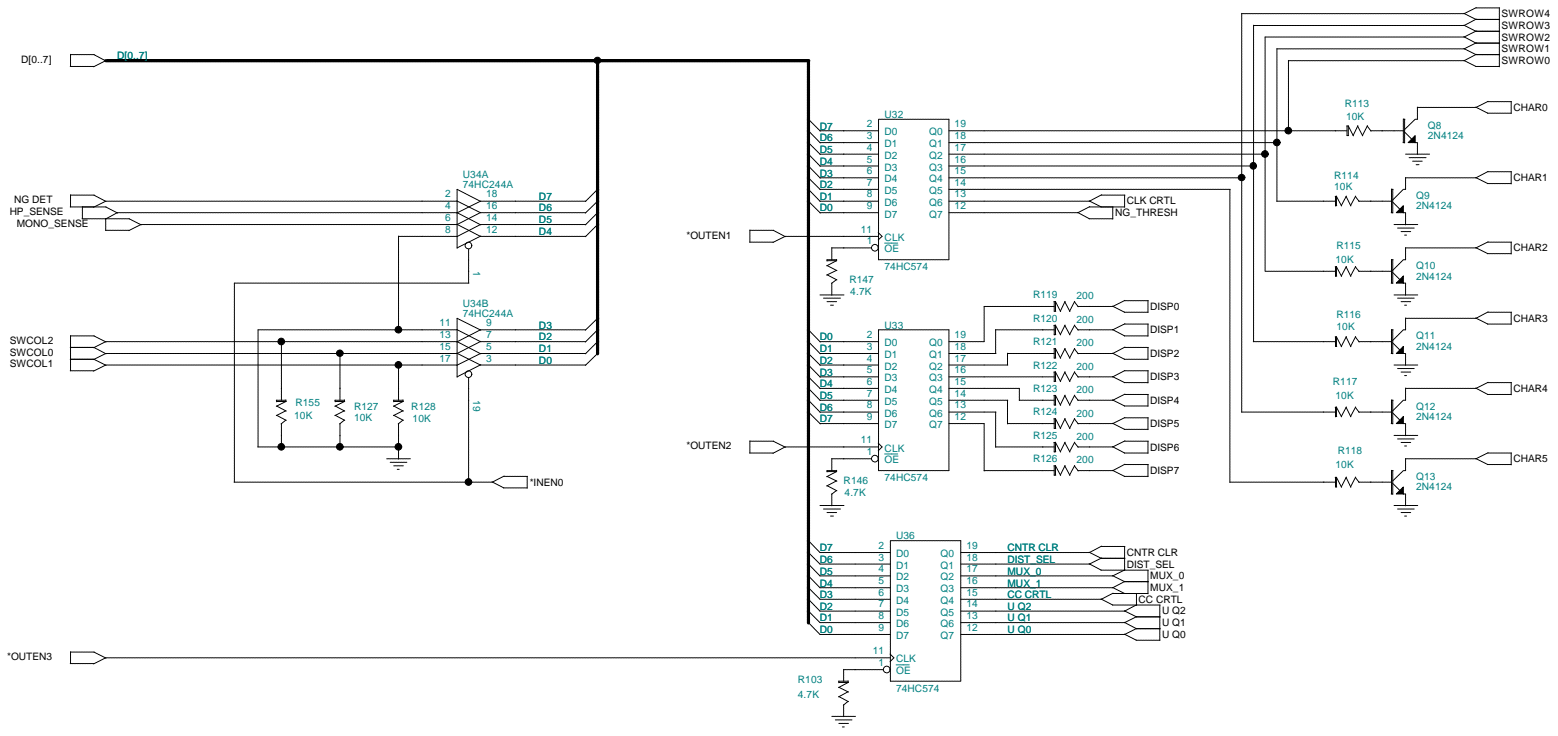 SWROW4
SWROW3
SWROW2
SWROW1
SWROW0
D[0..7]
D[0..7]
U32
D7 2 D0 Q0 19
D6 3 D1 Q1 18
D5 4 D2 Q2 17
D4 5 D3 Q3 16
D3 6 D4 Q4 15
D2 7 D5 Q5 14
D1 8 D6 Q6 13 CLK CRTL
D0 9 D7 Q7 12 NG_THRESH
*OUTEN1 11 CLK
1 OE
74HC574
R147
4.7K
R113
10K
Q8
2N4124
CHAR0
R114
10K
Q9
2N4124
CHAR1
R115
10K
Q10
2N4124
CHAR2
R116
10K
Q11
2N4124
CHAR3
R117
10K
Q12
2N4124
CHAR4
R118
10K
Q13
2N4124
CHAR5
U34A
74HC244A
NG DET 2 18 D7
HP_SENSE 4 16 D6
MONO_SENSE 6 14 D5
8 12 D4
1
U34B
74HC244A
11 9 D3
SWCOL2 13 7 D2
SWCOL0 15 5 D1
SWCOL1 17 3 D0
19
R155
10K
R127
10K
R128
10K
*INEN0
U33
D0 2 D0 Q0 19
D1 3 D1 Q1 18
D2 4 D2 Q2 17
D3 5 D3 Q3 16
D4 6 D4 Q4 15
D5 7 D5 Q5 14
D6 8 D6 Q6 13
D7 9 D7 Q7 12
*OUTEN2 11 CLK
1 OE
74HC574
R146
4.7K
R119 200 DISP0
R120 200 DISP1
R121 200 DISP2
R122 200 DISP3
R123 200 DISP4
R124 200 DISP5
R125 200 DISP6
R126 200 DISP7
U36
D7 2 D0 Q0 19 CNTR CLR CNTR CLR
D6 3 D1 Q1 18 DIST_SEL DIST_SEL
D5 4 D2 Q2 17 MUX_0 MUX_0
D4 5 D3 Q3 16 MUX_1 MUX_1
D3 6 D4 Q4 15 CC CRTL CC CRTL
D2 7 D5 Q5 14 U Q2 U Q2
D1 8 D6 Q6 13 U Q1 U Q1
D0 9 D7 Q7 12 U Q0 U Q0
*OUTEN3 11 CLK
1 OE
74HC574
R103
4.7K